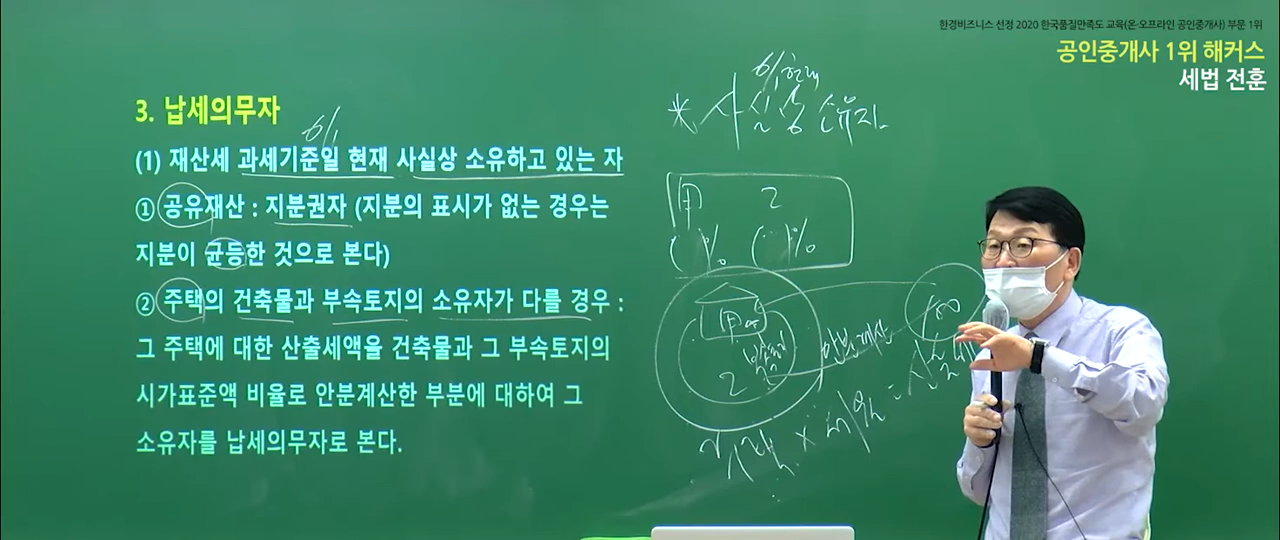 한경비즈니스 선정 2020 한국품질만족도 교육(온·오프라인 공인중개사) 부문 1위
공인중개사 1위 해커스
세법 전훈
3. 납세의무자
6/1
(1) 재산세 과세기준일 현재 사실상 소유하고 있는 자
① 공유재산 : 지분권자 (지분의 표시가 없는 경우는
지분이 균등한 것으로 본다)
② 주택의 건축물과 부속토지의 소유자가 다를 경우 :
그 주택에 대한 산출세액을 건축물과 그 부속토지의
시가표준액 비율로 안분계산한 부분에 대하여 그
소유자를 납세의무자로 본다.
6/1 현재
* 사실상 소유자
甲 乙
( )% ( )%
甲
乙
안분계산
100